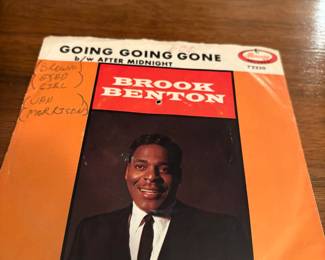 GOING GOING GONE
b/w AFTER MIDNIGHT
BROOK
BENTON
(BROWN
EYED
GIRL
(VAN
MORRISON)